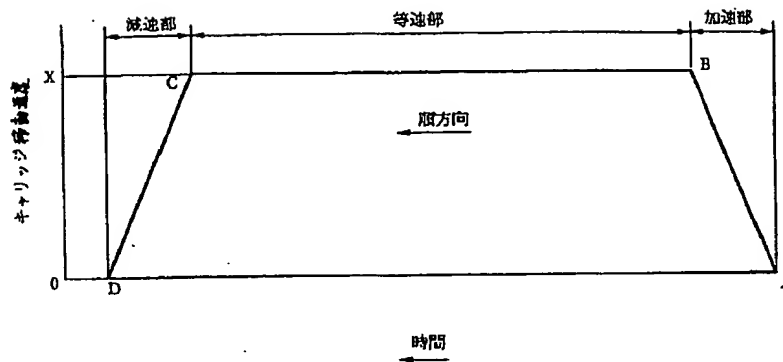 減速部 等速部 加速部
X C B
順方向
キャリッジ移動速度
0 D
時間